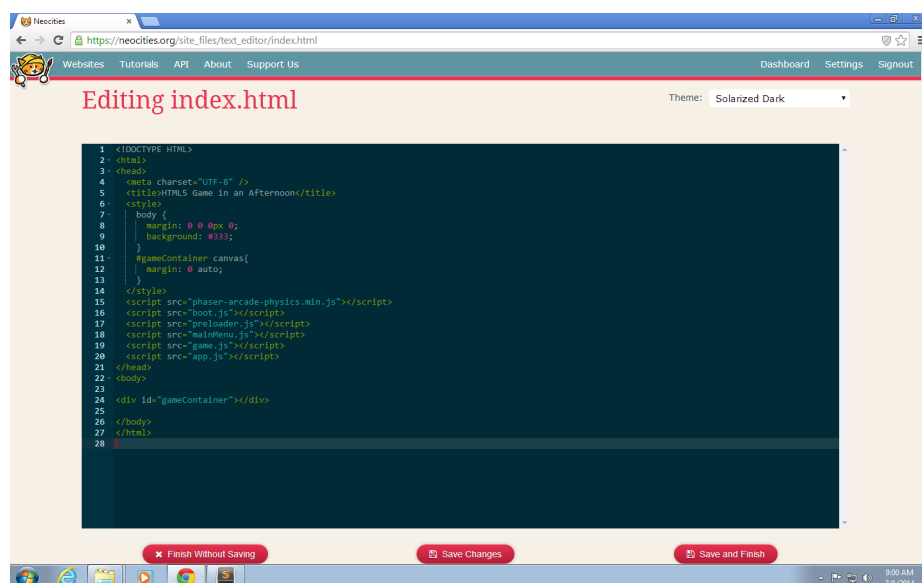 Neocities
https://neocities.org/site_files/text_editor/index.html
Websites Tutorials API About Support Us Dashboard Settings Signout
Editing index.html
Theme: Solarized Dark
1 <!DOCTYPE HTML>
2 <html>
3 <head>
4 <meta charset="UTF-8" />
5 <title>HTML5 Game in an Afternoon</title>
6 <style>
7 body {
8 margin: 0 0 0px 0;
9 background: #333;
10 }
11 #gameContainer canvas{
12 margin: 0 auto;
13 }
14 </style>
15 <script src="phaser-arcade-physics.min.js"></script>
16 <script src="boot.js"></script>
17 <script src="preloader.js"></script>
18 <script src="mainMenu.js"></script>
19 <script src="game.js"></script>
20 <script src="app.js"></script>
21 </head>
22 <body>
23
24 <div id="gameContainer"></div>
25
26 </body>
27 </html>
28
Finish Without Saving Save Changes Save and Finish
S
9:00 AM